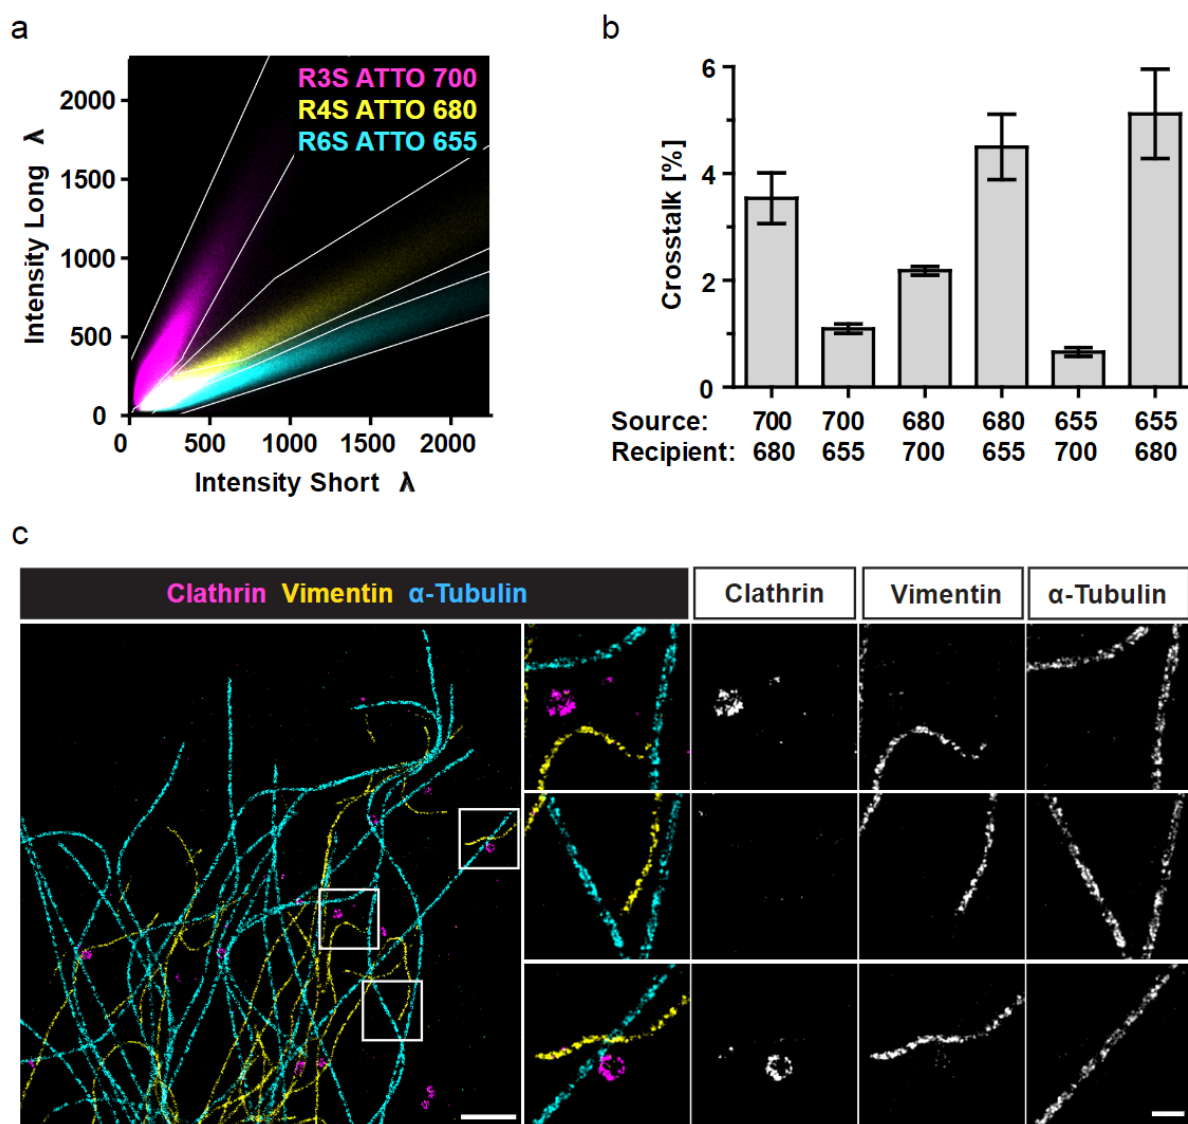 a
R3S ATTO 700
R4S ATTO 680
R6S ATTO 655
Intensity Long λ
2000
1500
1000
500
0
0 500 1000 1500 2000
Intensity Short λ
b
Crosstalk [%]
6
4
2
0
Source: 700 700 680 680 655 655
Recipient: 680 655 700 655 700 680
c
Clathrin Vimentin α-Tubulin Clathrin Vimentin α-Tubulin